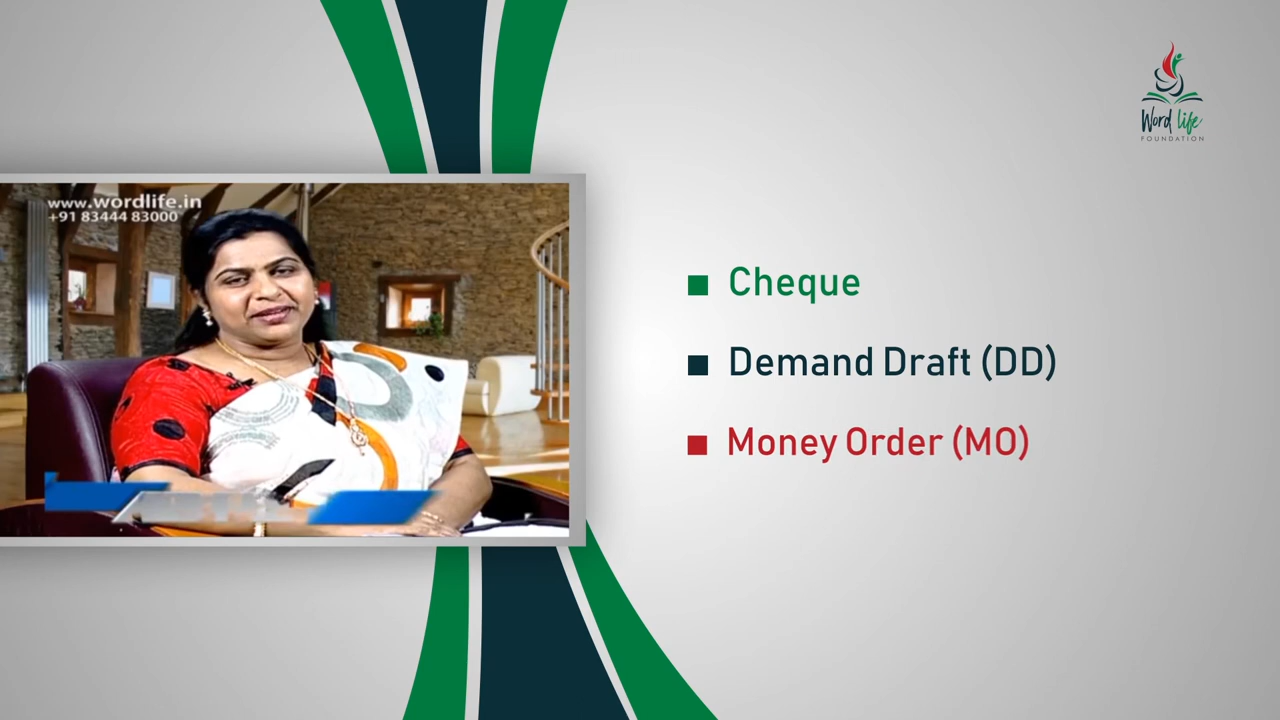 Word life
FOUNDATION
www.wordlife.in
+91 83444 83000
Cheque
Demand Draft (DD)
Money Order (MO)